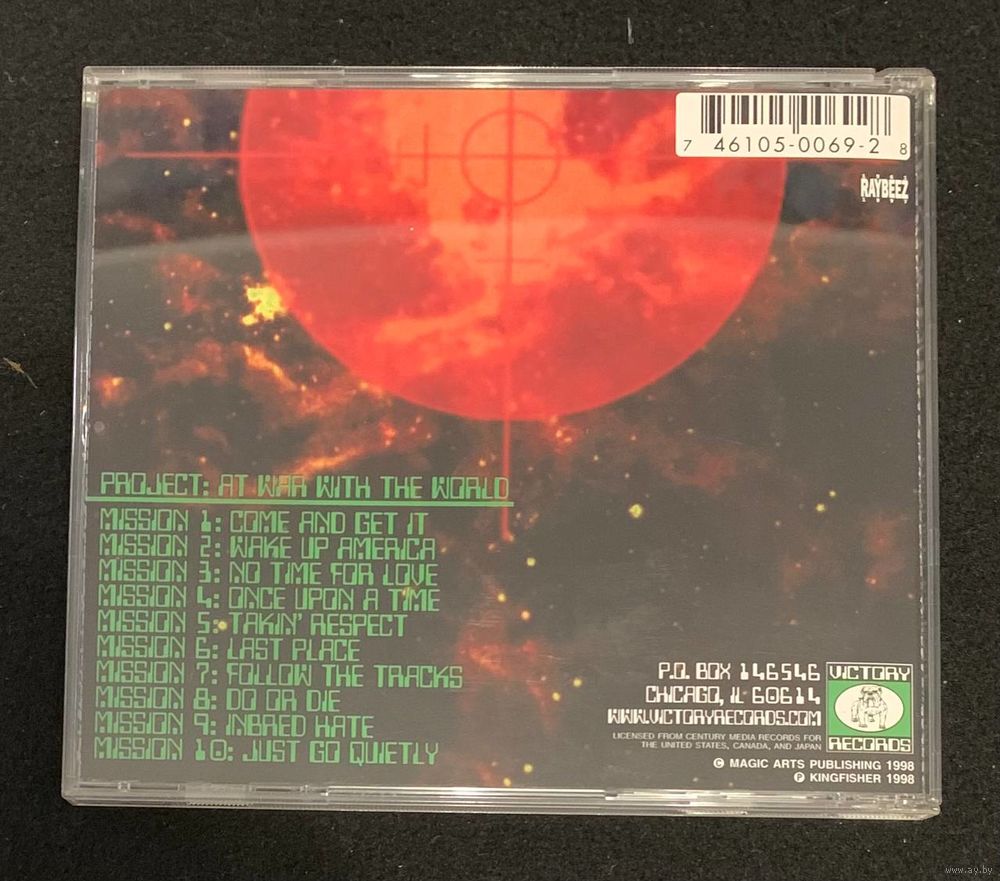 7 46105-0069-2 8
RAYBEEZ
PROJECT: AT WAR WITH THE WORLD
MISSION 1: COME AND GET IT
MISSION 2: WAKE UP AMERICA
MISSION 3: NO TIME FOR LOVE
MISSION 4: ONCE UPON A TIME
MISSION 5: TAKIN' RESPECT
MISSION 6: LAST PLACE
MISSION 7: FOLLOW THE TRACKS
MISSION 8: DO OR DIE
MISSION 9: INBRED HATE
MISSION 10: JUST GO QUIETLY
P.O. BOX 146546
CHICAGO, IL 60614
WWW.VICTORYRECORDS.COM
LICENSED FROM CENTURY MEDIA RECORDS FOR
THE UNITED STATES, CANADA, AND JAPAN
VICTORY
RECORDS
© MAGIC ARTS PUBLISHING 1998
℗ KINGFISHER 1998
www.ay.by